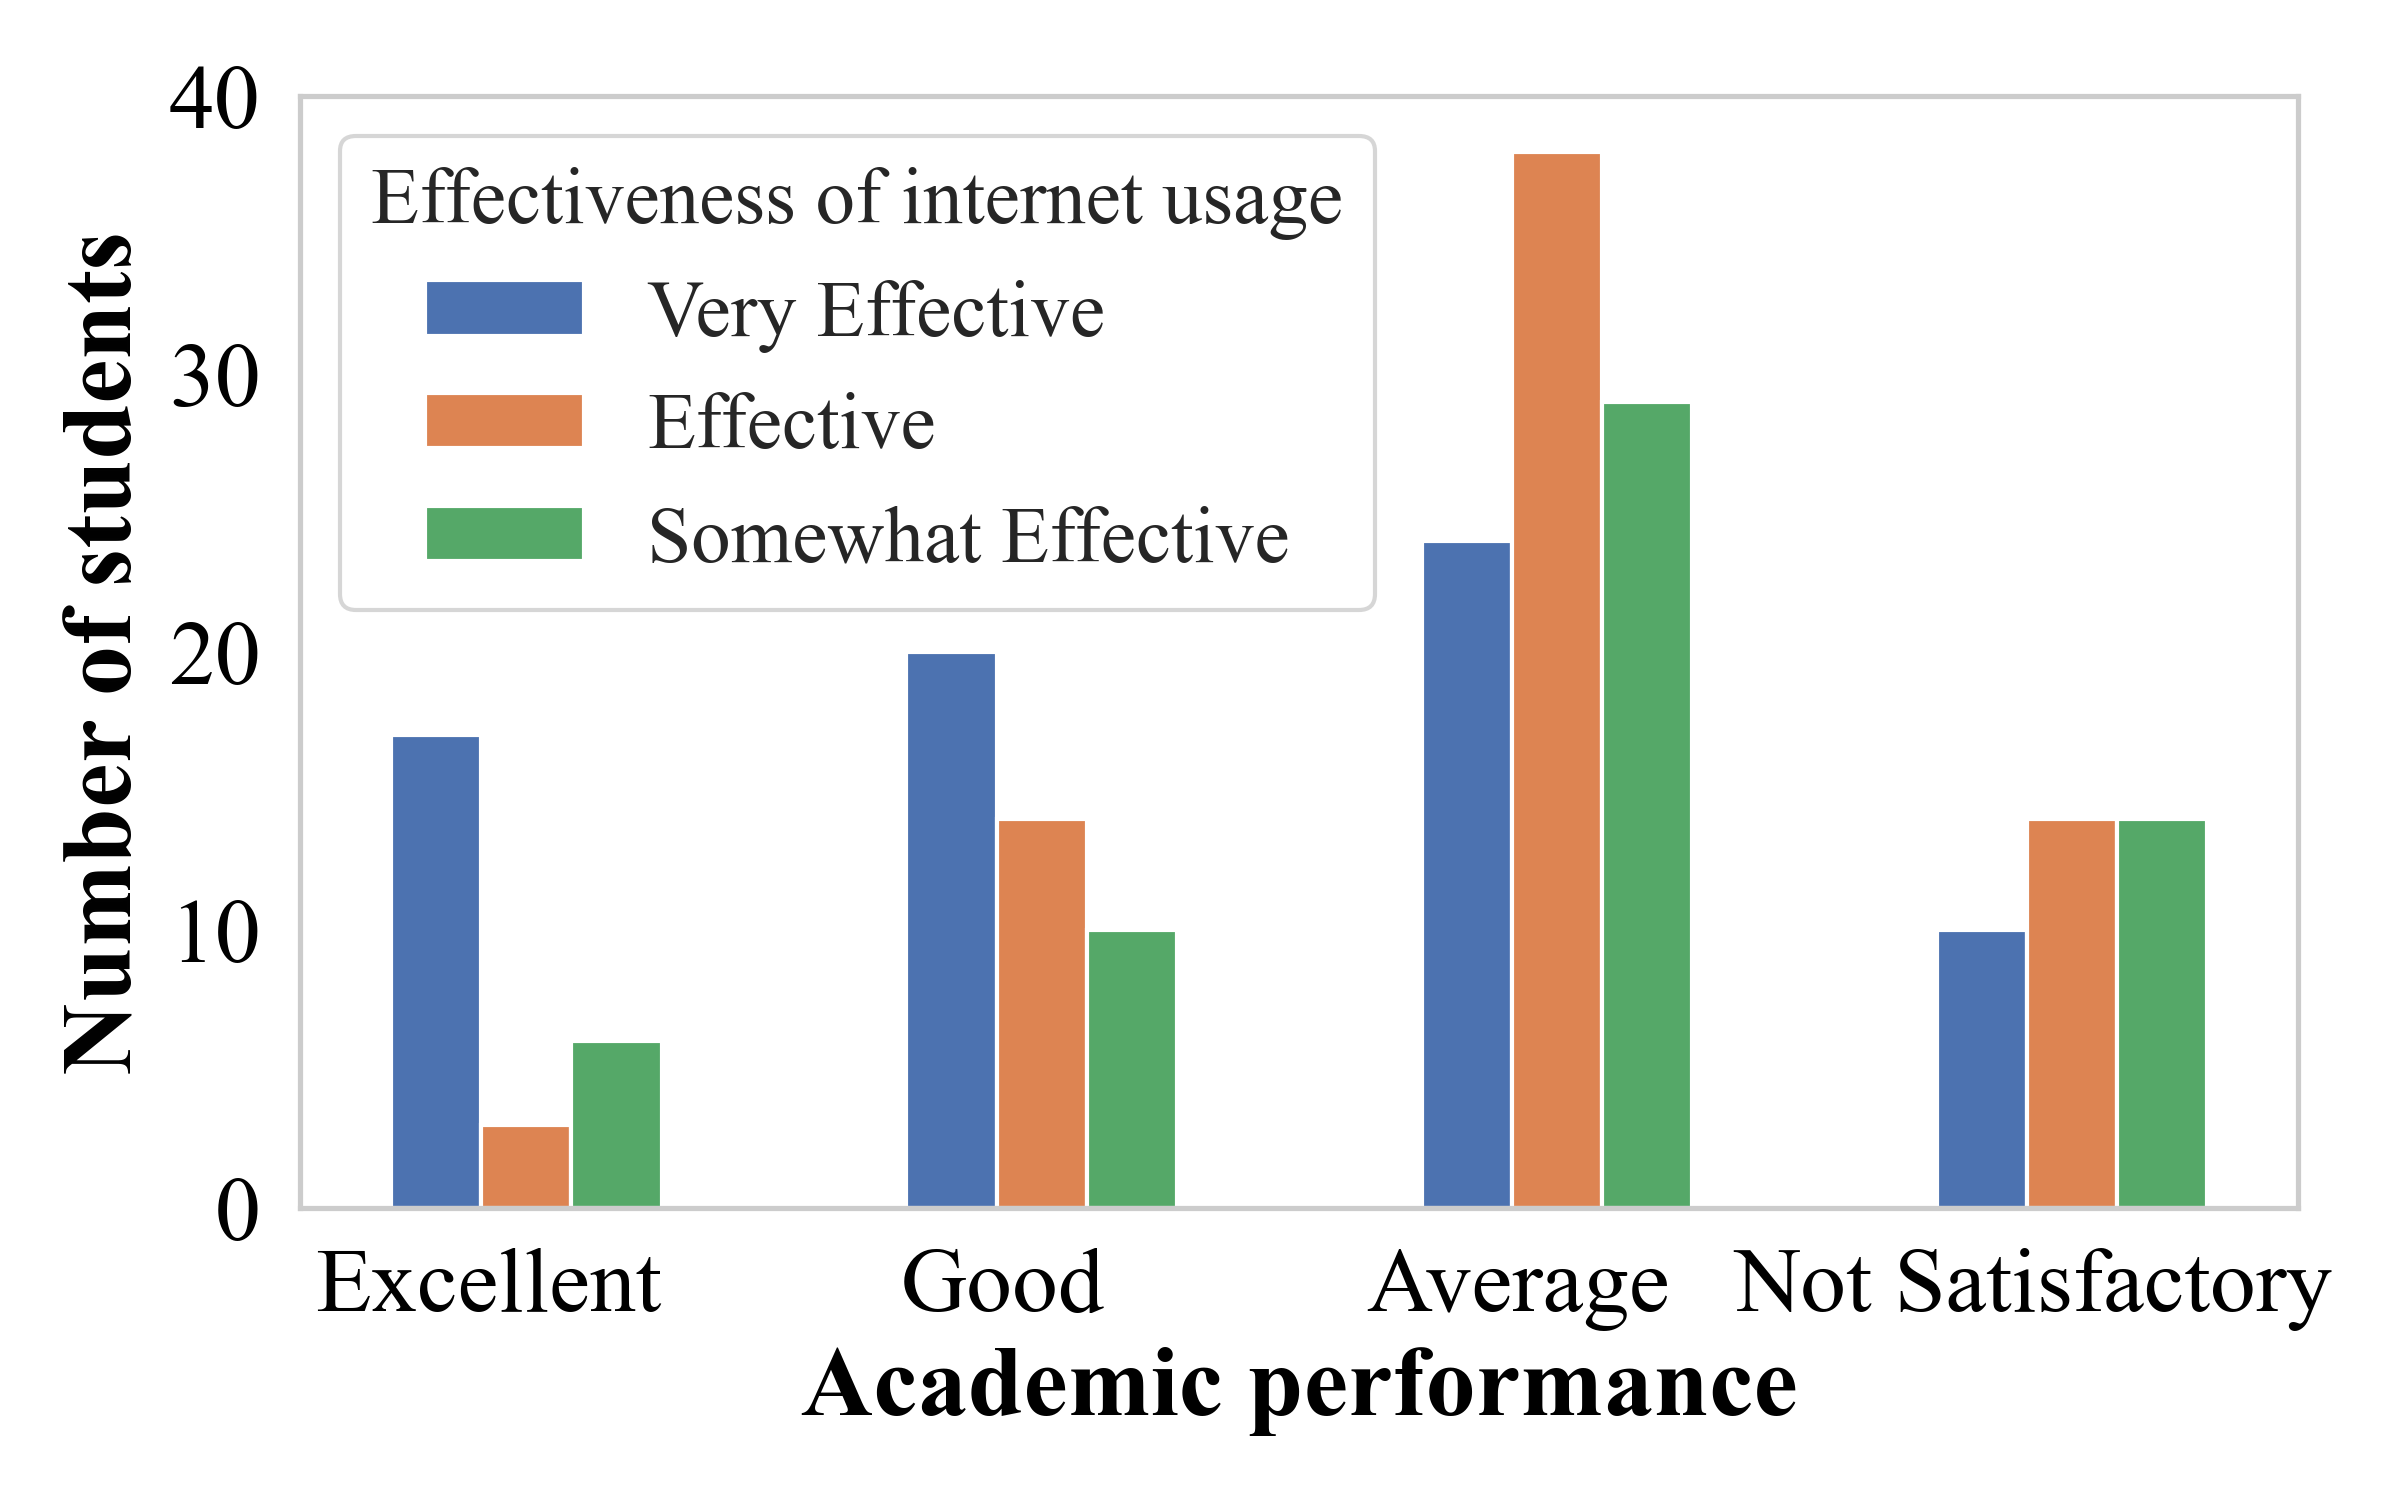 40
30
20
10
0
Number of students
Effectiveness of internet usage
Very Effective
Effective
Somewhat Effective
Excellent Good Average Not Satisfactory
Academic performance